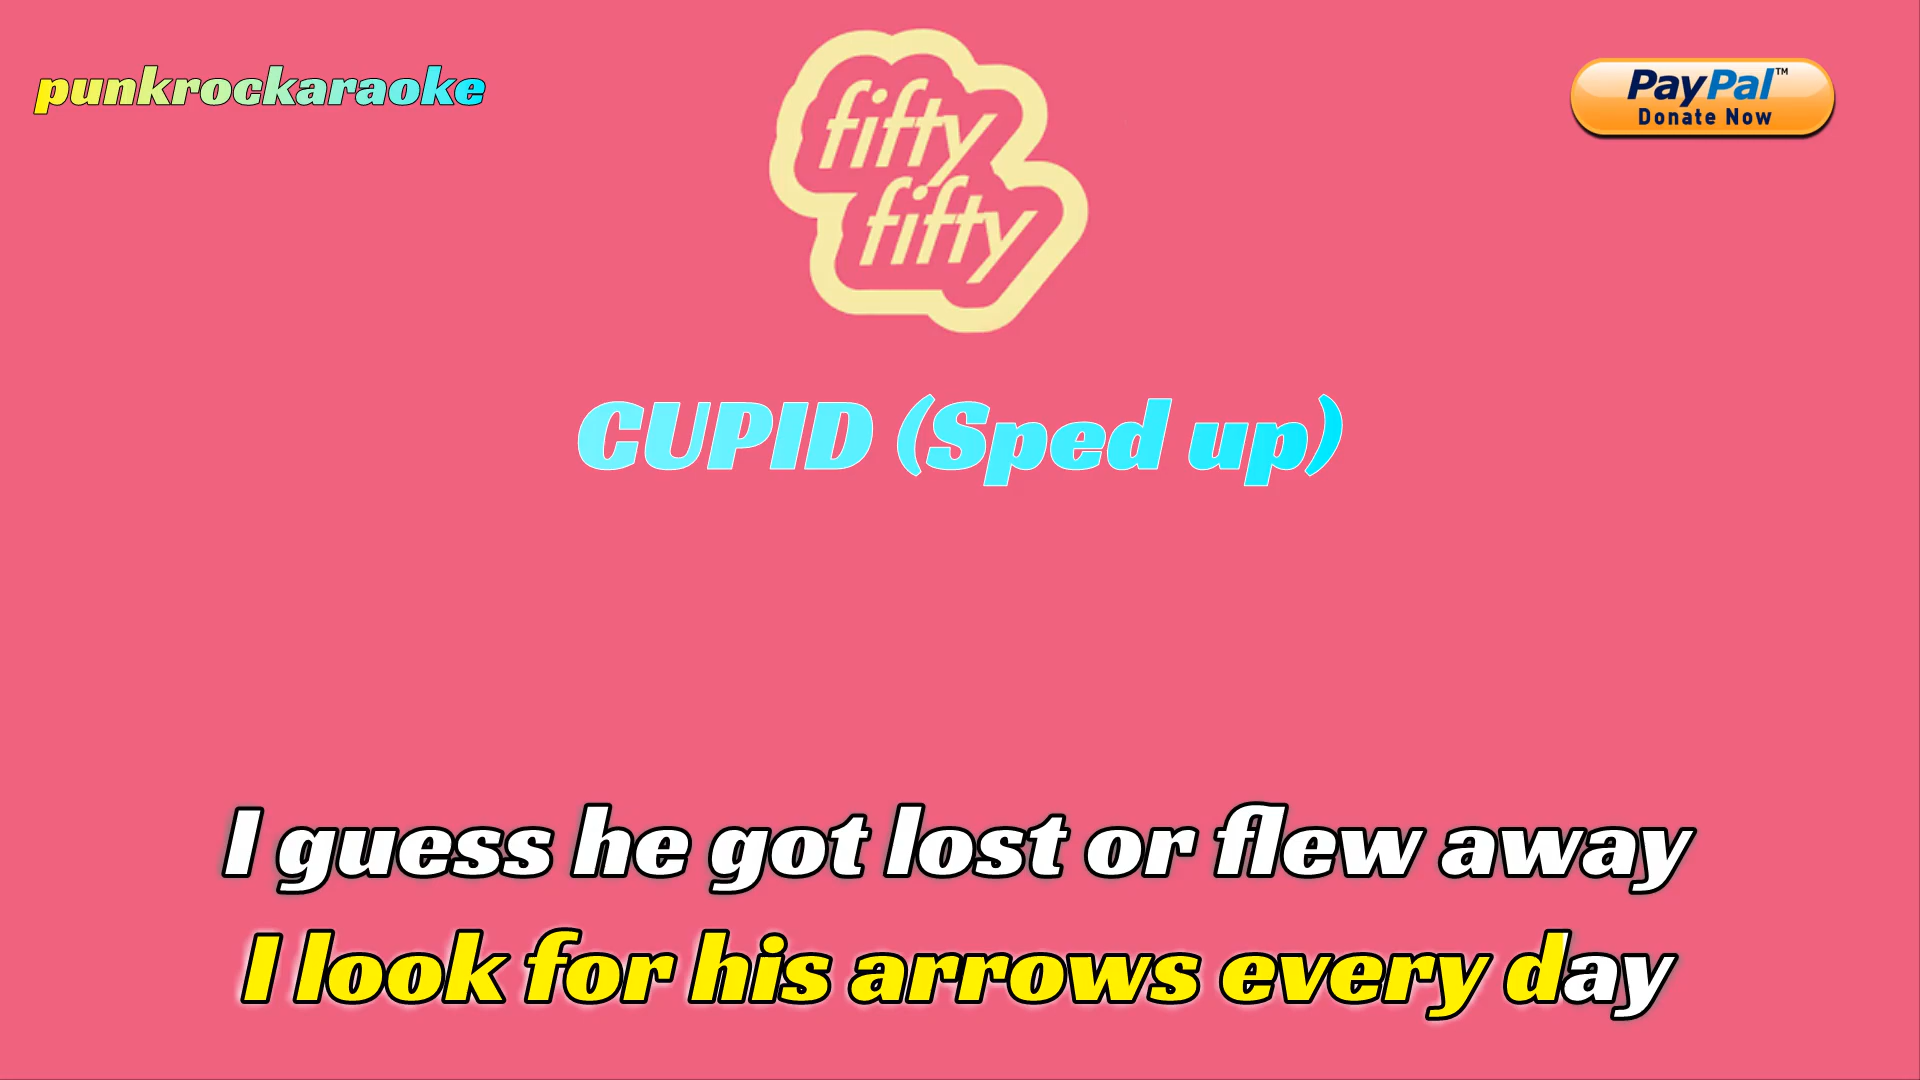 punkrockaraoke
fifty
fifty
PayPal™
Donate Now
CUPID (Sped up)
I guess he got lost or flew away
I look for his arrows every day